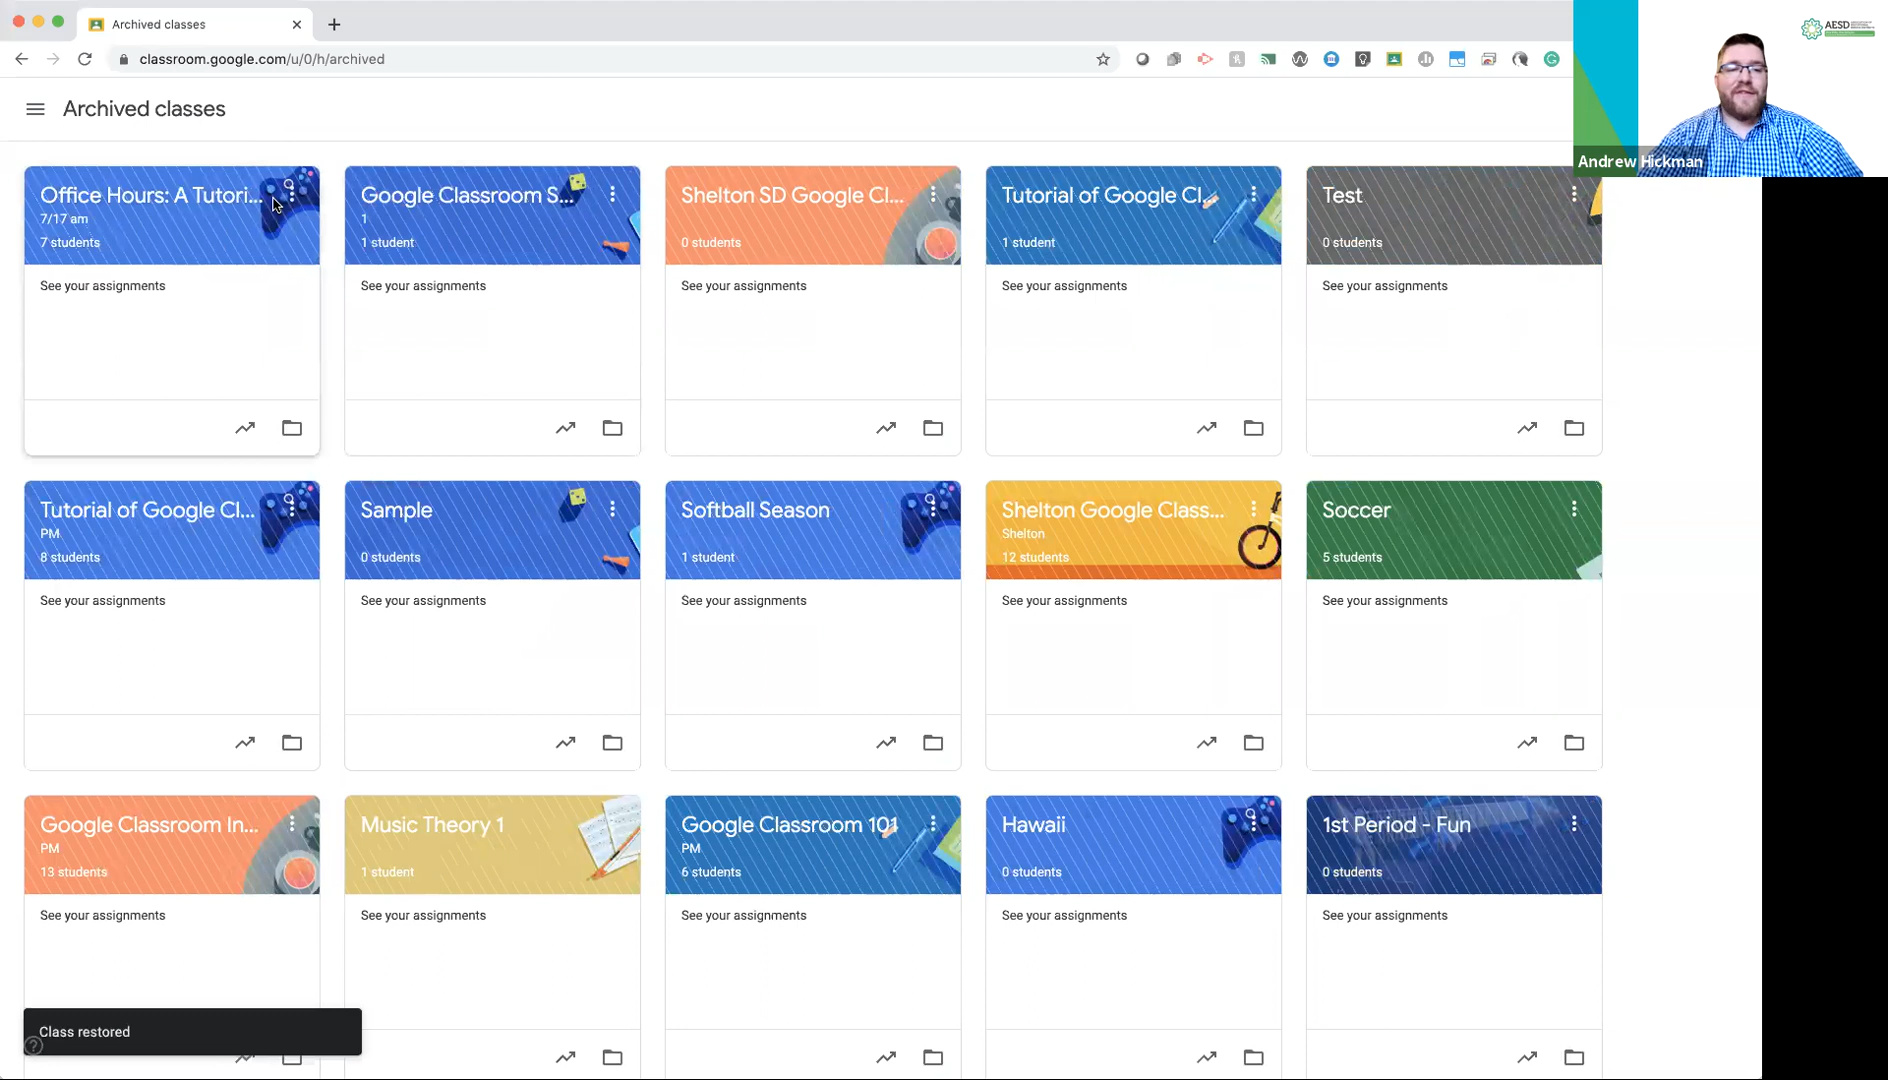 Archived classes
classroom.google.com/u/0/h/archived
AESD
Andrew Hickman
Archived classes
Office Hours: A Tutori...
7/17 am
7 students
See your assignments
Google Classroom S...
1
1 student
See your assignments
Shelton SD Google Cl...
0 students
See your assignments
Tutorial of Google Cl...
1 student
See your assignments
Test
0 students
See your assignments
Tutorial of Google Cl...
PM
8 students
See your assignments
Sample
0 students
See your assignments
Softball Season
1 student
See your assignments
Shelton Google Class...
Shelton
12 students
See your assignments
Soccer
5 students
See your assignments
Google Classroom In...
PM
13 students
See your assignments
Music Theory 1
1 student
See your assignments
Google Classroom 101
PM
6 students
See your assignments
Hawaii
0 students
See your assignments
1st Period - Fun
0 students
See your assignments
Class restored